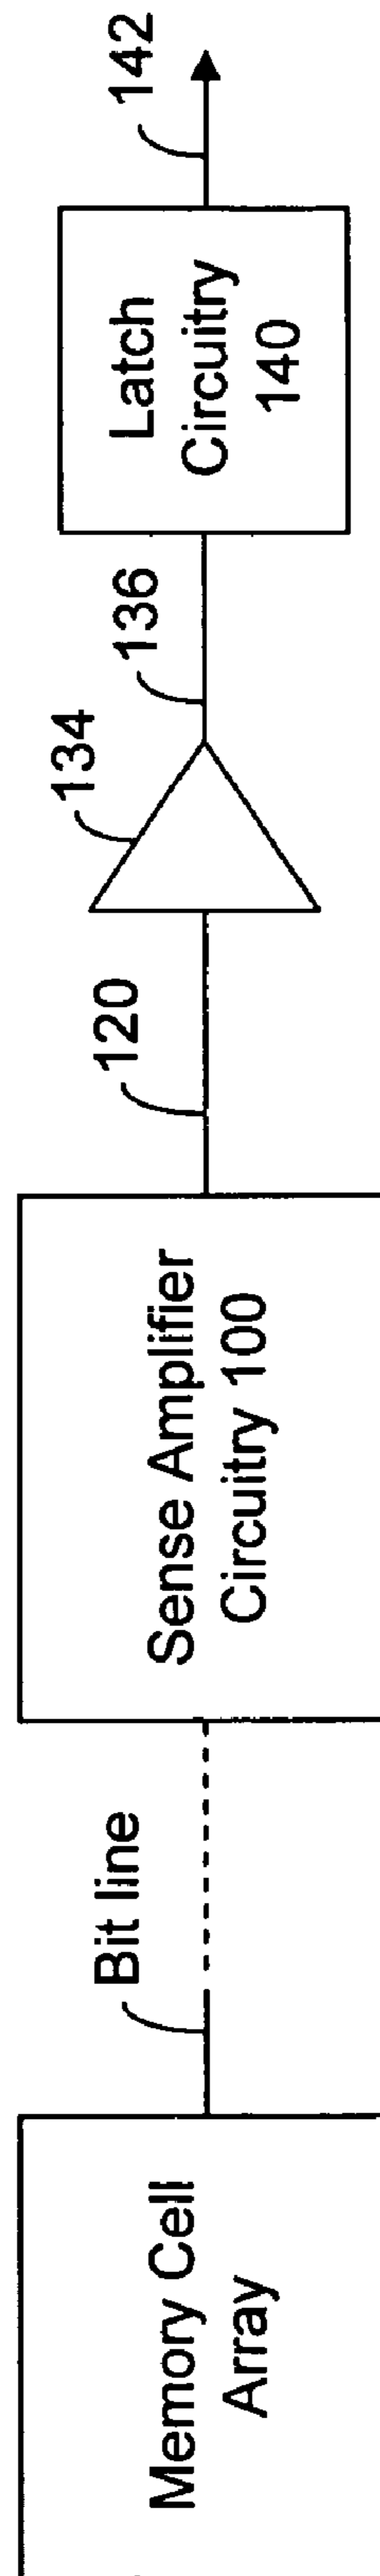 Memory Cell
Array
Bit line
Sense Amplifier
Circuitry 100
120
134
136
Latch
Circuitry
140
142